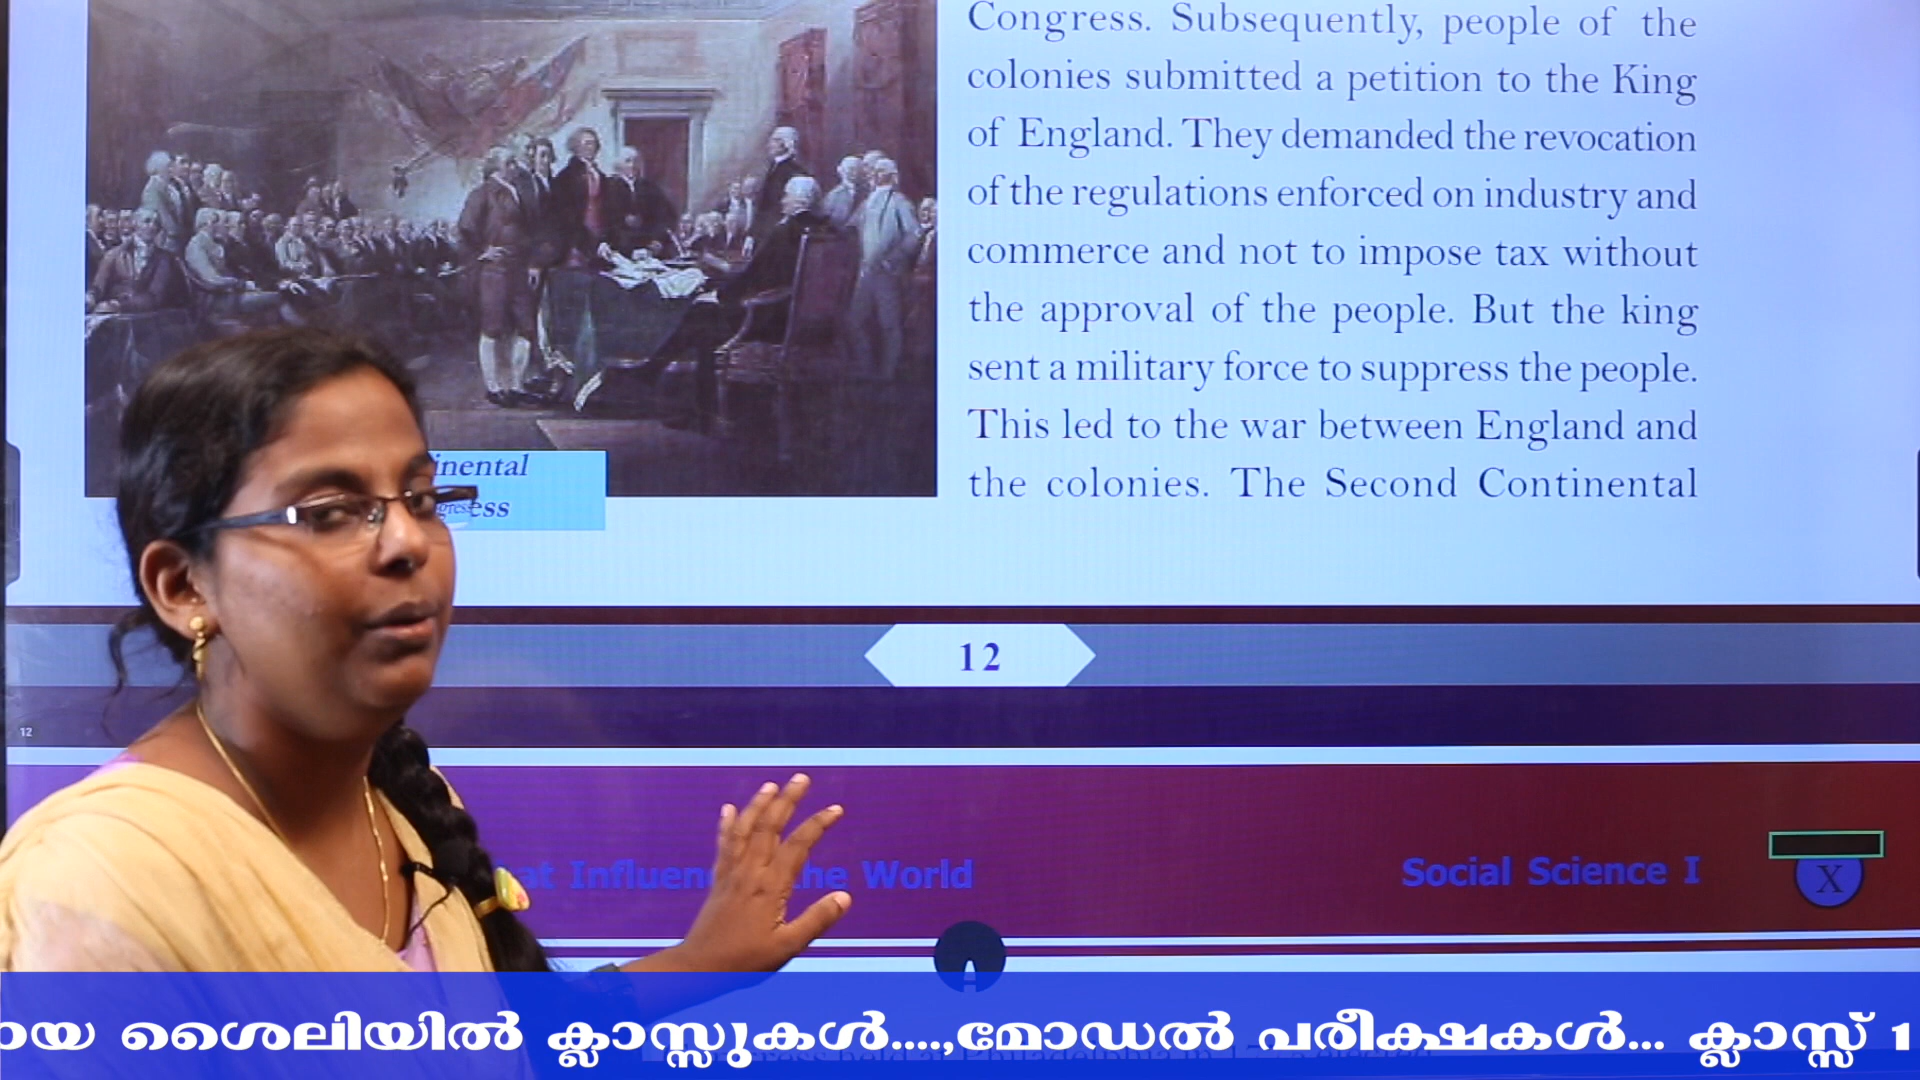 Congress. Subsequently, people of the
colonies submitted a petition to the King
of England. They demanded the revocation
of the regulations enforced on industry and
commerce and not to impose tax without
the approval of the people. But the king
sent a military force to suppress the people.
This led to the war between England and
the colonies. The Second Continental
inental
ess
12
12
at Influen he World
Social Science I
X
ായ ശൈലിയിൽ ക്ലാസ്സുകൾ....,മോഡൽ പരീക്ഷകൾ... ക്ലാസ്സ് 1